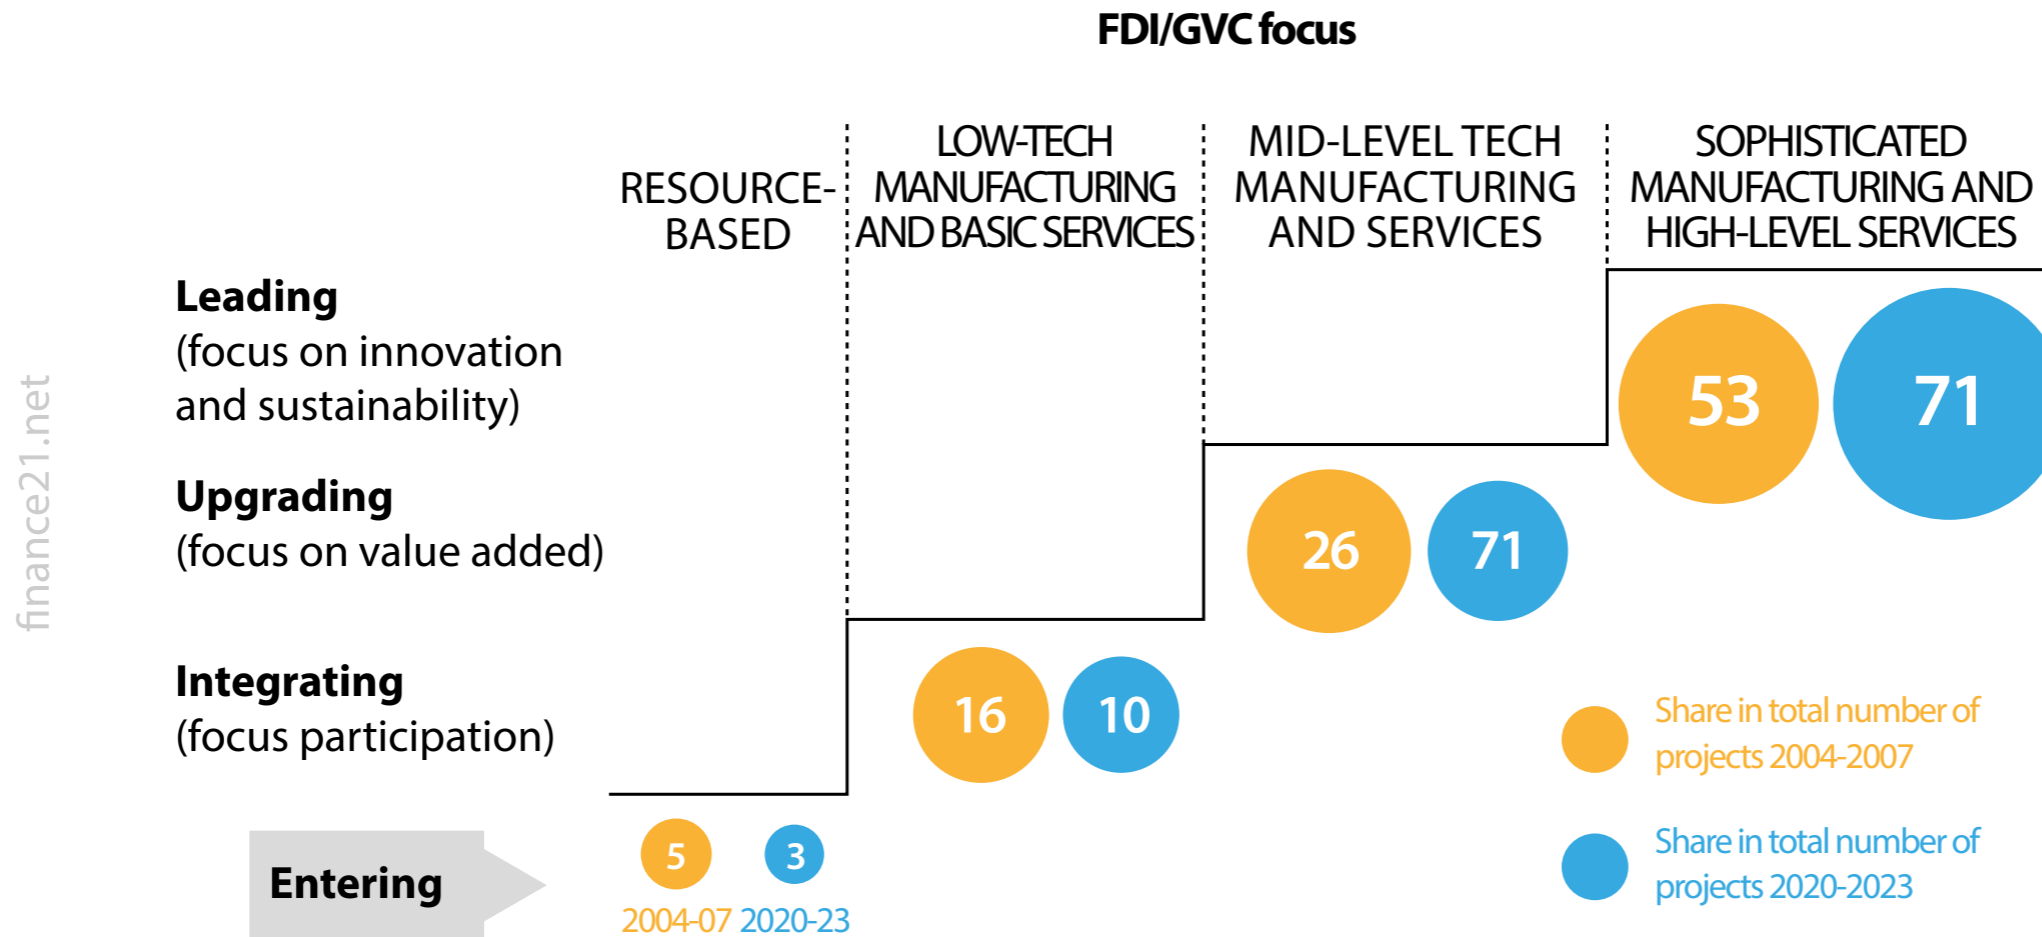 FDI/GVC focus
RESOURCE-
BASED
LOW-TECH
MANUFACTURING
AND BASIC SERVICES
MID-LEVEL TECH
MANUFACTURING
AND SERVICES
SOPHISTICATED
MANUFACTURING AND
HIGH-LEVEL SERVICES
Leading
(focus on innovation
and sustainability)
53
71
Upgrading
(focus on value added)
26
71
Integrating
(focus participation)
16
10
Entering
5
3
2004-07
2020-23
Share in total number of
projects 2004-2007
Share in total number of
projects 2020-2023
finance21.net